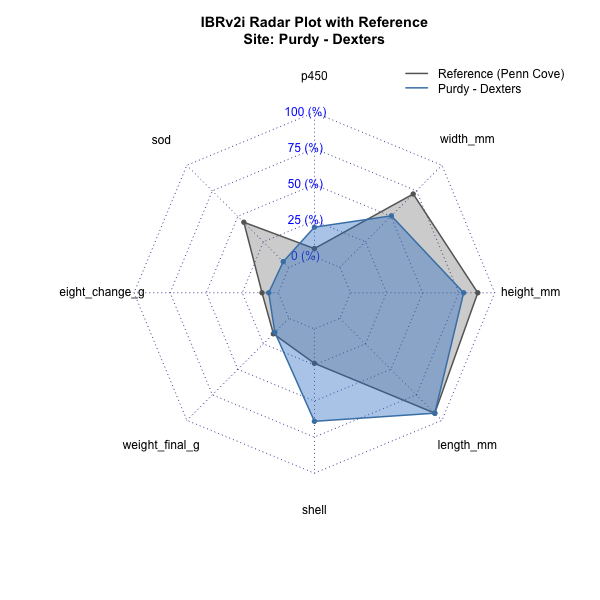 IBRv2i Radar Plot with Reference
Site: Purdy - Dexters
p450
Reference (Penn Cove)
Purdy - Dexters
100 (%)
sod
width_mm
75 (%)
50 (%)
25 (%)
0 (%)
eight_change_g
height_mm
weight_final_g
length_mm
shell